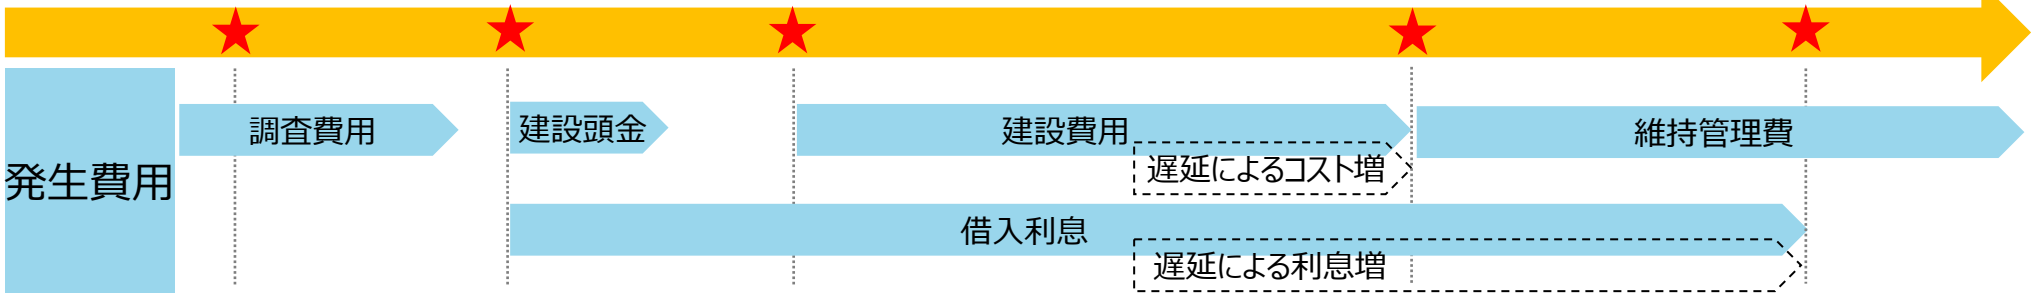 発生費用
調査費用
建設頭金
建設費用
維持管理費
遅延によるコスト増
借入利息
遅延による利息増